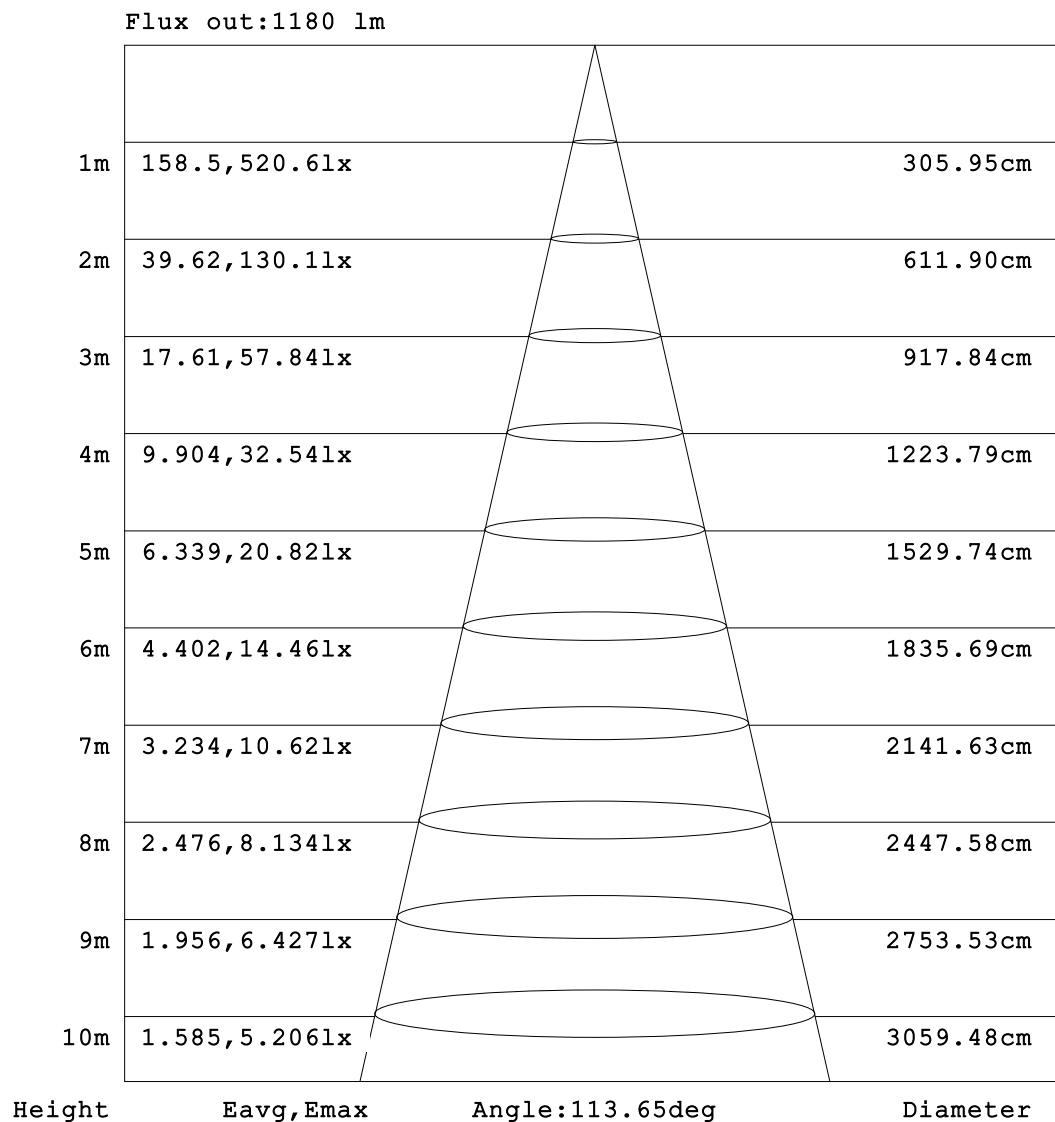 Flux out:1180 lm
1m 158.5,520.6lx 305.95cm
2m 39.62,130.1lx 611.90cm
3m 17.61,57.84lx 917.84cm
4m 9.904,32.54lx 1223.79cm
5m 6.339,20.82lx 1529.74cm
6m 4.402,14.46lx 1835.69cm
7m 3.234,10.62lx 2141.63cm
8m 2.476,8.134lx 2447.58cm
9m 1.956,6.427lx 2753.53cm
10m 1.585,5.206lx 3059.48cm
Height Eavg,Emax Angle:113.65deg Diameter